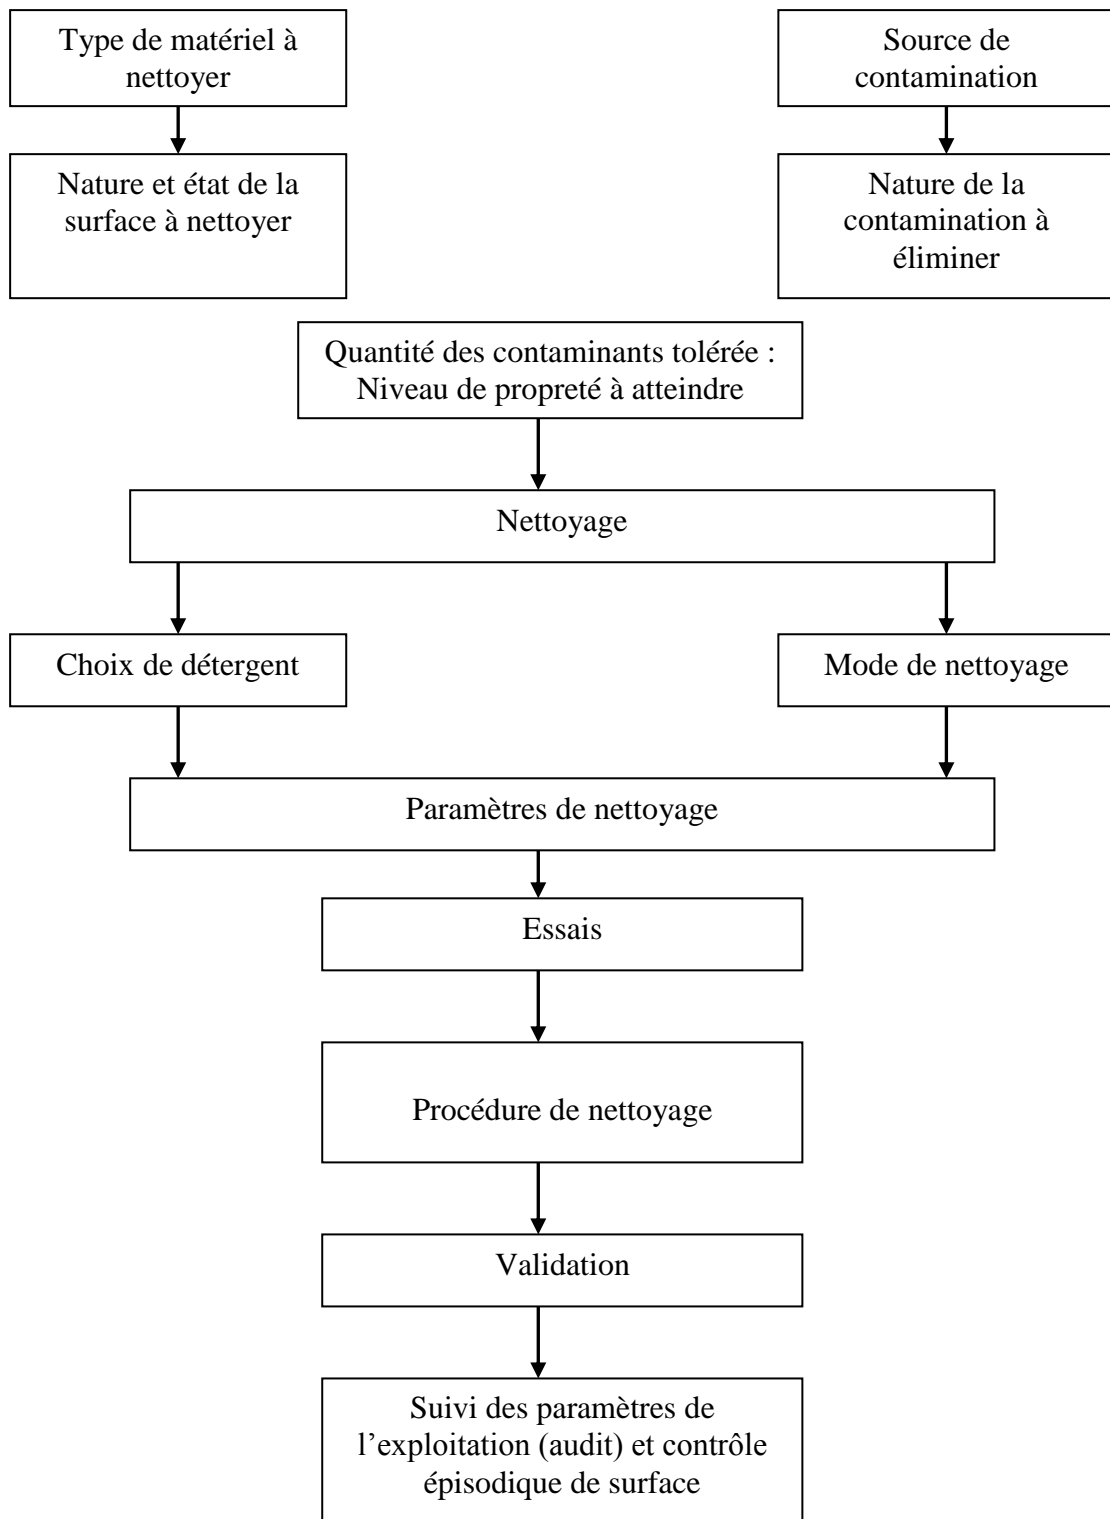 Type de matériel à
nettoyer
Source de
contamination
Nature et état de la
surface à nettoyer
Nature de la
contamination à
éliminer
Quantité des contaminants tolérée :
Niveau de propreté à atteindre
Nettoyage
Choix de détergent
Mode de nettoyage
Paramètres de nettoyage
Essais
Procédure de nettoyage
Validation
Suivi des paramètres de
l’exploitation (audit) et contrôle
épisodique de surface